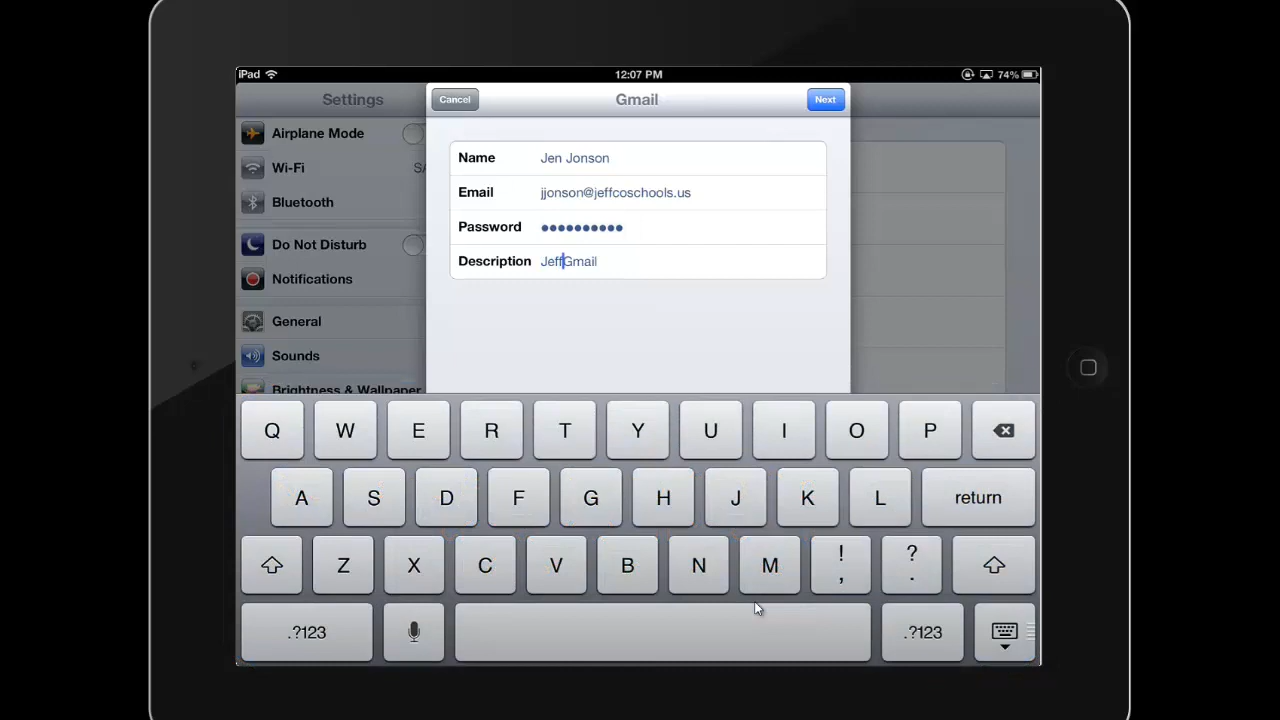 iPad 12:07 PM 74%
Settings Cancel Gmail Next
Airplane Mode
Name Jen Jonson
Wi-Fi
Email jjonson@jeffcoschools.us
Bluetooth
Password ●●●●●●●●●●
Do Not Disturb
Description JeffGmail
Notifications
General
Sounds
Brightness & Wallpaper
Q W E R T Y U I O P
A S D F G H J K L return
Z X C V B N M ! , ? .
.?123 .?123